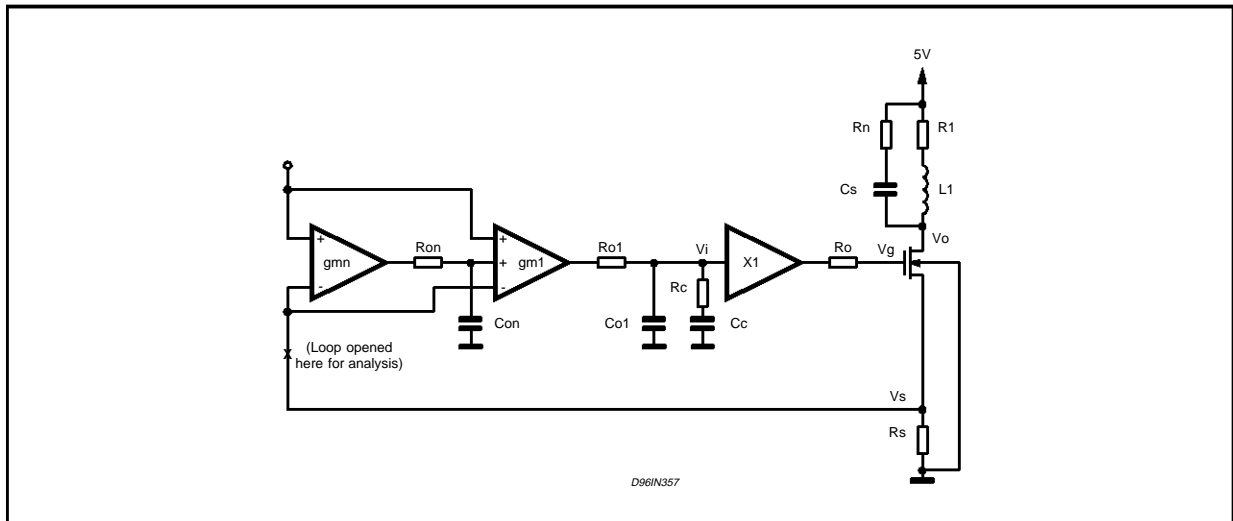 5V
Rn
R1
Cs
L1
Vo
+
gmn
-
Ron
Con
+
+
-
gm1
Ro1
Co1
Vi
Rc
Cc
X1
Ro
Vg
(Loop opened
here for analysis)
Vs
Rs
D96IN357